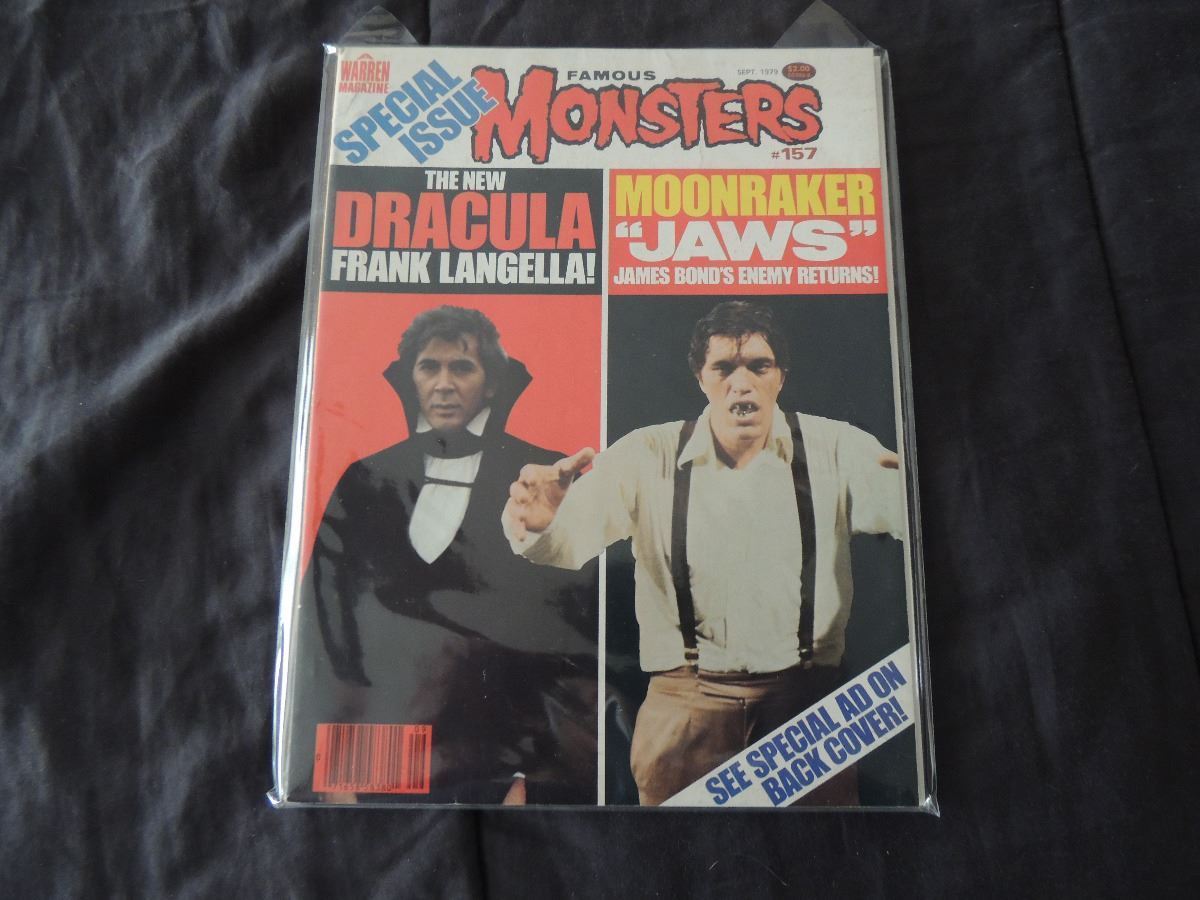 WARREN
MAGAZINE
SPECIAL
ISSUE
FAMOUS
MONSTERS
SEPT. 1979
$2.00
#157
THE NEW
DRACULA
FRANK LANGELLA!
MOONRAKER
“JAWS”
JAMES BOND'S ENEMY RETURNS!
SEE SPECIAL AD ON
BACK COVER!
09